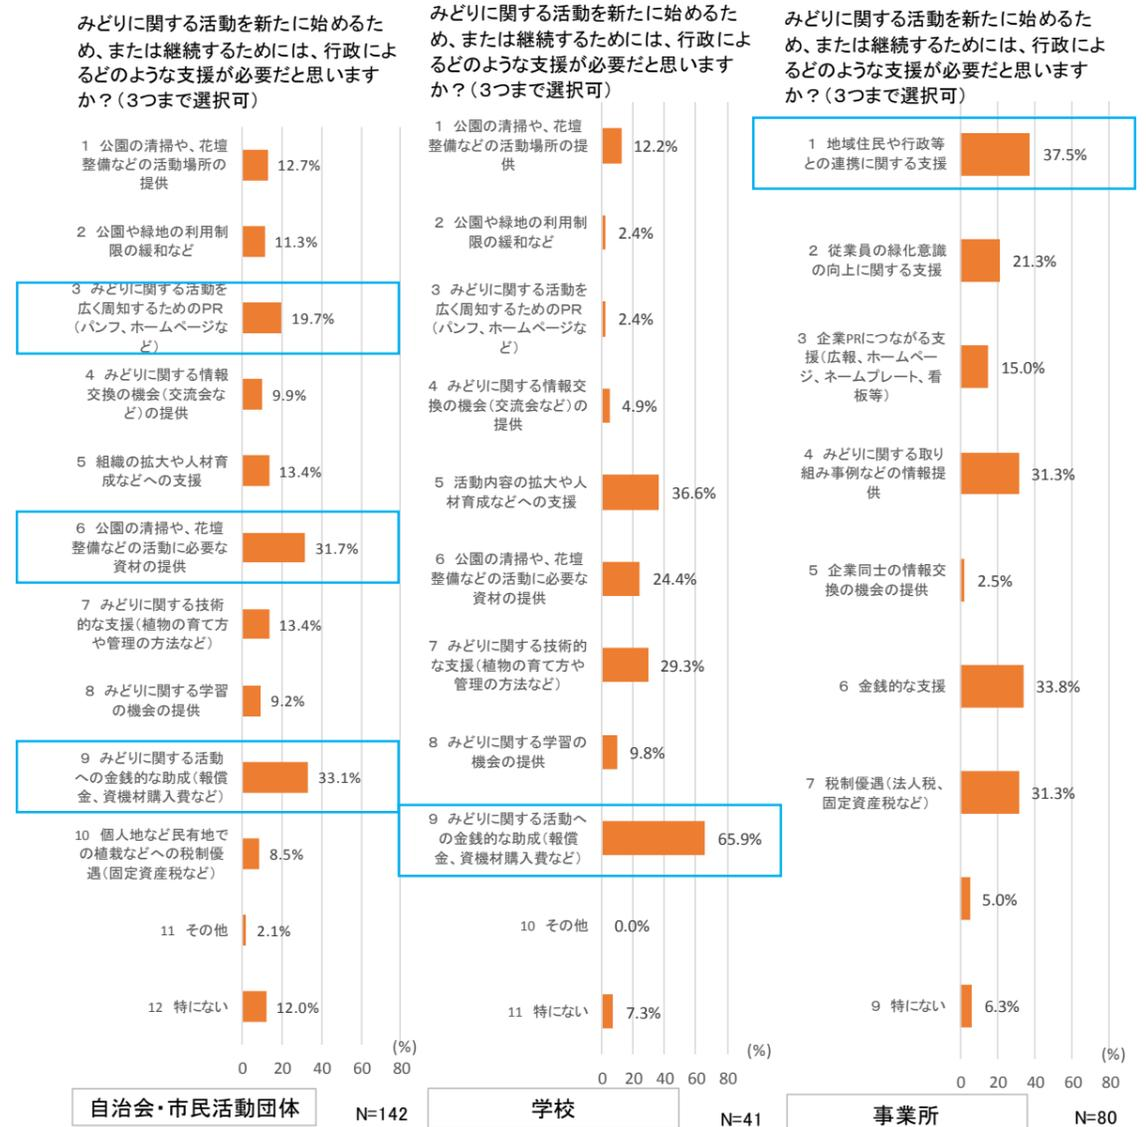 みどりに関する活動を新たに始めるた
め、または継続するためには、行政によ
るどのような支援が必要だと思います
か？（３つまで選択可）
1 公園の清掃や、花壇
整備などの活動場所の
提供
12.7%
2 公園や緑地の利用制
限の緩和など
11.3%
3 みどりに関する活動を
広く周知するためのPR
（パンフ、ホームページな
ど）
19.7%
4 みどりに関する情報
交換の機会（交流会な
ど）の提供
9.9%
5 組織の拡大や人材育
成などへの支援
13.4%
6 公園の清掃や、花壇
整備などの活動に必要な
資材の提供
31.7%
7 みどりに関する技術
的な支援（植物の育て方
や管理の方法など）
13.4%
8 みどりに関する学習
の機会の提供
9.2%
9 みどりに関する活動
への金銭的な助成（報償
金、資機材購入費など）
33.1%
10 個人地など民有地で
の植栽などへの税制優
遇（固定資産税など）
8.5%
11 その他
2.1%
12 特にない
12.0%
(%)
0 20 40 60 80
自治会・市民活動団体
N=142
みどりに関する活動を新たに始めるた
め、または継続するためには、行政によ
るどのような支援が必要だと思います
か？（３つまで選択可）
1 公園の清掃や、花壇
整備などの活動場所の提
供
12.2%
2 公園や緑地の利用制
限の緩和など
2.4%
3 みどりに関する活動を
広く周知するためのPR
（パンフ、ホームページな
ど）
2.4%
4 みどりに関する情報交
換の機会（交流会など）の
提供
4.9%
5 活動内容の拡大や人
材育成などへの支援
36.6%
6 公園の清掃や、花壇
整備などの活動に必要な
資材の提供
24.4%
7 みどりに関する技術的
な支援（植物の育て方や
管理の方法など）
29.3%
8 みどりに関する学習の
機会の提供
9.8%
9 みどりに関する活動へ
の金銭的な助成（報償
金、資機材購入費など）
65.9%
10 その他
0.0%
11 特にない
7.3%
(%)
0 20 40 60 80
学校
N=41
みどりに関する活動を新たに始めるた
め、または継続するためには、行政によ
るどのような支援が必要だと思います
か？（３つまで選択可）
1 地域住民や行政等
との連携に関する支援
37.5%
2 従業員の緑化意識
の向上に関する支援
21.3%
3 企業PRにつながる支
援（広報、ホームペー
ジ、ネームプレート、看
板等）
15.0%
4 みどりに関する取り
組み事例などの情報提
供
31.3%
5 企業同士の情報交
換の機会の提供
2.5%
6 金銭的な支援
33.8%
7 税制優遇（法人税、
固定資産税など）
31.3%
5.0%
9 特にない
6.3%
(%)
0 20 40 60 80
事業所
N=80